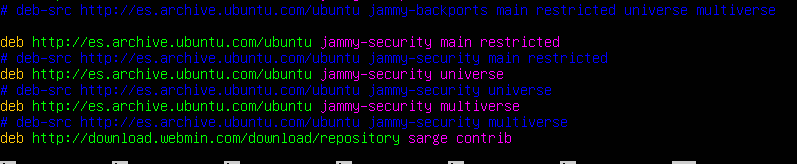 # deb-src http://es.archive.ubuntu.com/ubuntu jammy-backports main restricted universe multiverse
deb http://es.archive.ubuntu.com/ubuntu jammy-security main restricted
# deb-src http://es.archive.ubuntu.com/ubuntu jammy-security main restricted
deb http://es.archive.ubuntu.com/ubuntu jammy-security universe
# deb-src http://es.archive.ubuntu.com/ubuntu jammy-security universe
deb http://es.archive.ubuntu.com/ubuntu jammy-security multiverse
# deb-src http://es.archive.ubuntu.com/ubuntu jammy-security multiverse
deb http://download.webmin.com/download/repository sarge contrib